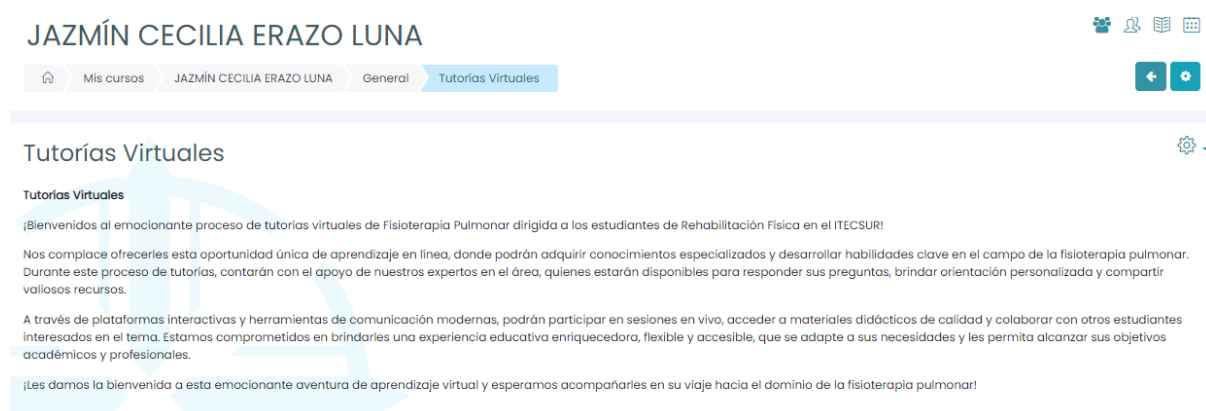 JAZMÍN CECILIA ERAZO LUNA
Mis cursos JAZMÍN CECILIA ERAZO LUNA General Tutorías Virtuales
Tutorías Virtuales
Tutorías Virtuales
¡Bienvenidos al emocionante proceso de tutorías virtuales de Fisioterapia Pulmonar dirigida a los estudiantes de Rehabilitación Física en el ITECSUR!
Nos complace ofrecerles esta oportunidad única de aprendizaje en línea, donde podrán adquirir conocimientos especializados y desarrollar habilidades clave en el campo de la fisioterapia pulmonar.
Durante este proceso de tutorías, contarán con el apoyo de nuestros expertos en el área, quienes estarán disponibles para responder sus preguntas, brindar orientación personalizada y compartir
valiosos recursos.
A través de plataformas interactivas y herramientas de comunicación modernas, podrán participar en sesiones en vivo, acceder a materiales didácticos de calidad y colaborar con otros estudiantes
interesados en el tema. Estamos comprometidos en brindarles una experiencia educativa enriquecedora, flexible y accesible, que se adapte a sus necesidades y les permita alcanzar sus objetivos
académicos y profesionales.
¡Les damos la bienvenida a esta emocionante aventura de aprendizaje virtual y esperamos acompañarles en su viaje hacia el dominio de la fisioterapia pulmonar!